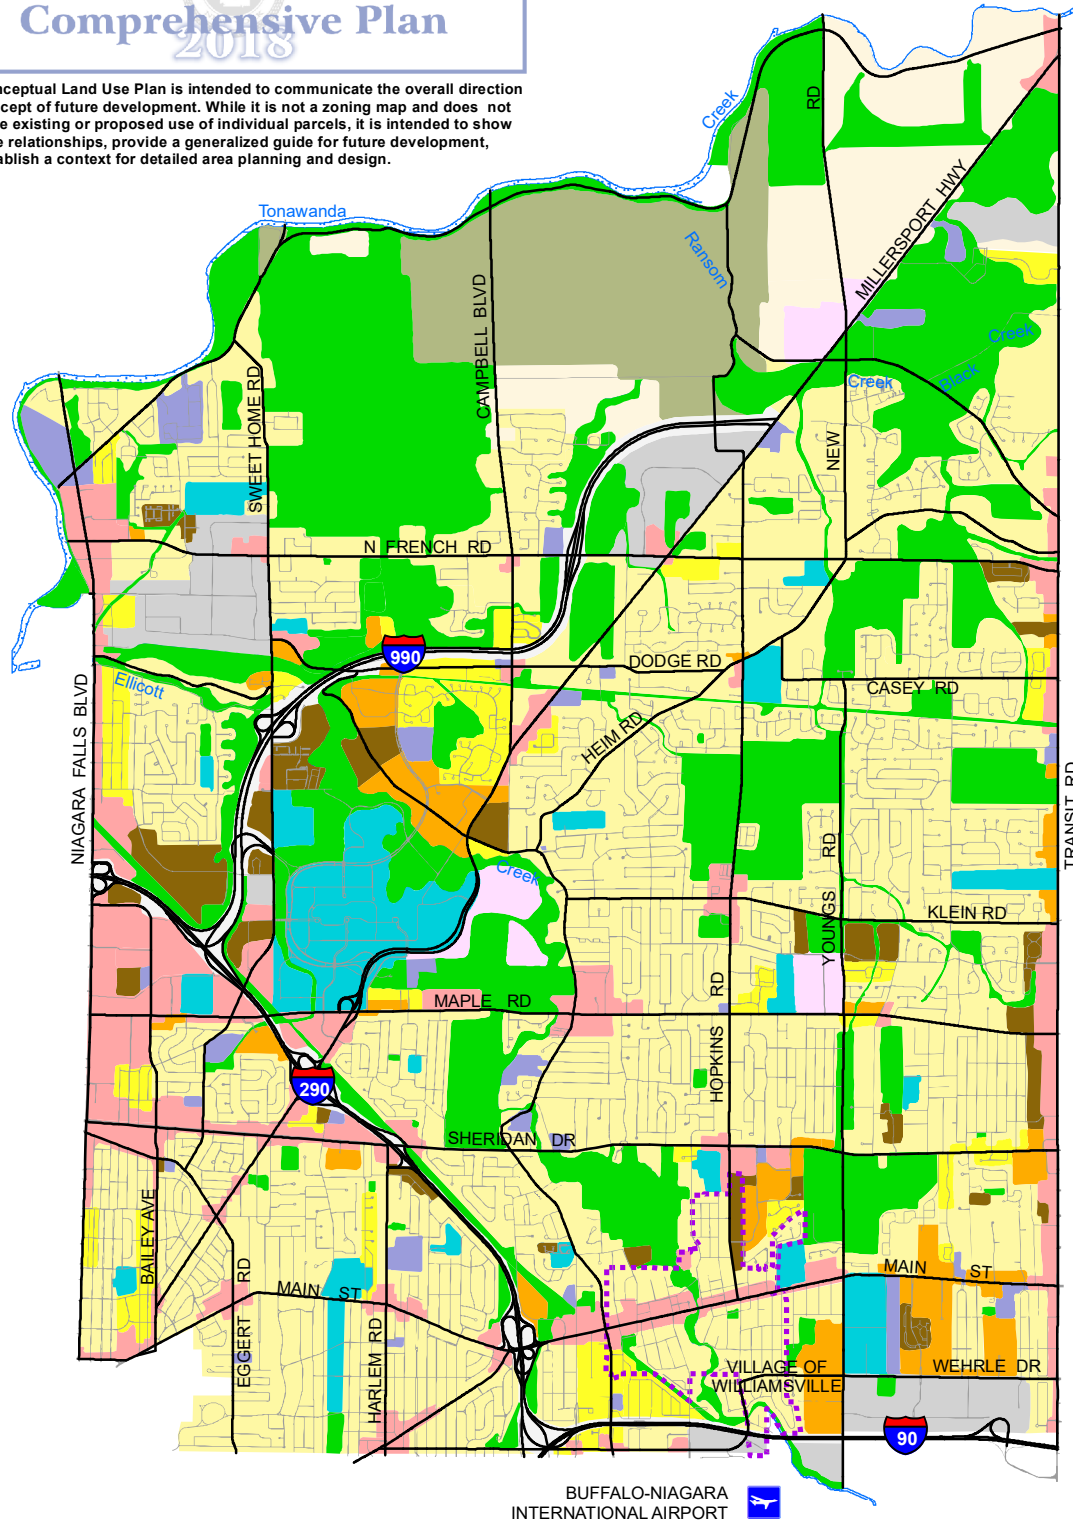 Comprehensive Plan
2018
nceptual Land Use Plan is intended to communicate the overall direction
cept of future development. While it is not a zoning map and does not
e existing or proposed use of individual parcels, it is intended to show
e relationships, provide a generalized guide for future development,
ablish a context for detailed area planning and design.
Creek
RD
Tonawanda
MILLERSPORT HWY
Ransom
CAMPBELL BLVD
Creek
SWEET HOME RD
Creek
Black
NEW
N FRENCH RD
990
DODGE RD
Ellicott
CASEY RD
NIAGARA FALLS BLVD
HEIM RD
TRANSIT RD
YOUNGS RD
Creek
KLEIN RD
MAPLE RD
HOPKINS RD
290
SHERIDAN DR
BAILEY AVE
EGGERT RD
MAIN ST
MAIN ST
HARLEM RD
VILLAGE OF
WILLIAMSVILLE
WEHRLE DR
90
BUFFALO-NIAGARA
INTERNATIONAL AIRPORT